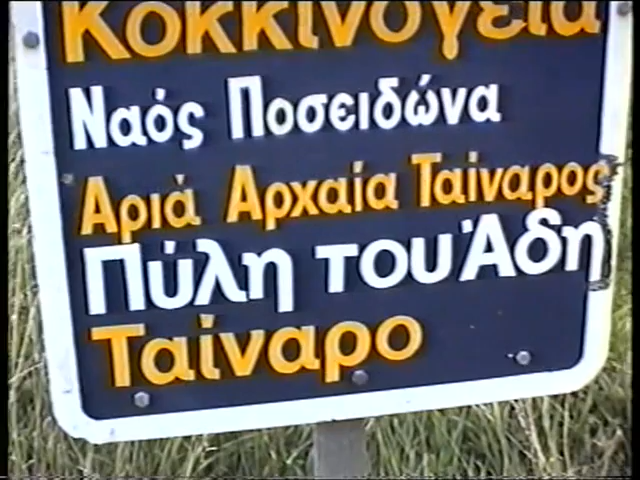 Κοκκινόγεια
Ναός Ποσειδώνα
Αριά Αρχαία Ταίναρος
Πύλη του Άδη
Ταίναρο